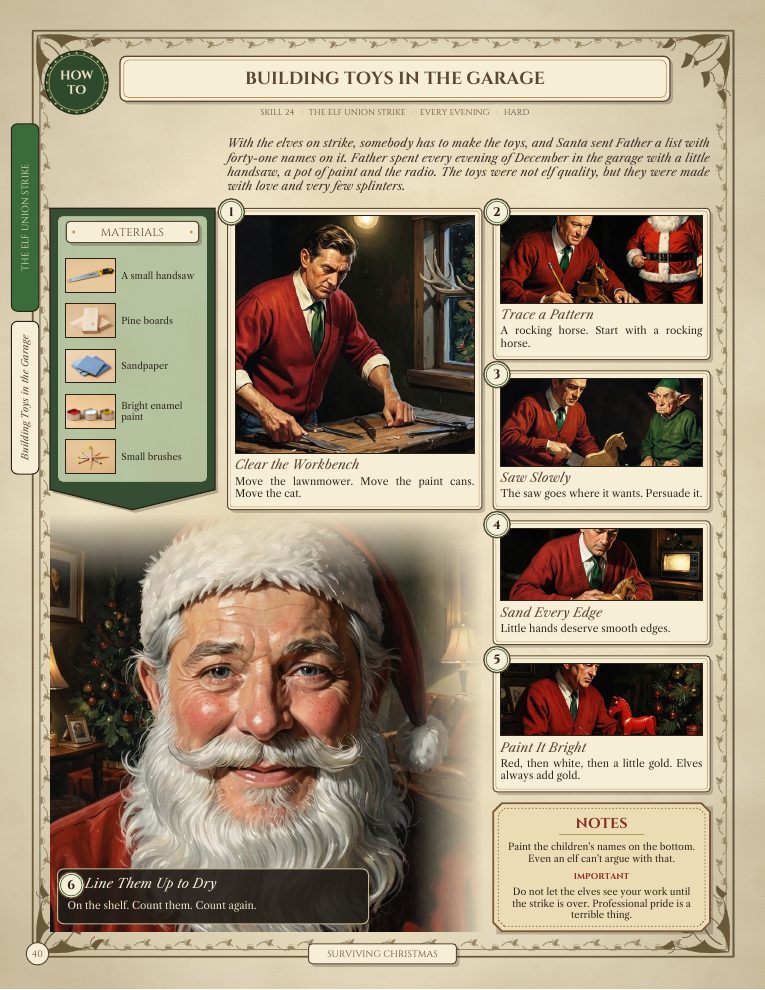 HOW
TO
BUILDING TOYS IN THE GARAGE
SKILL 24 · THE ELF UNION STRIKE · EVERY EVENING · HARD
With the elves on strike, somebody has to make the toys, and Santa sent Father a list with
forty-one names on it. Father spent every evening of December in the garage with a little
handsaw, a pot of paint and the radio. The toys were not elf quality, but they were made
with love and very few splinters.
THE ELF UNION STRIKE
Building Toys in the Garage
MATERIALS
A small handsaw
Pine boards
Sandpaper
Bright enamel
paint
Small brushes
1
Clear the Workbench
Move the lawnmower. Move the paint cans.
Move the cat.
2
Trace a Pattern
A rocking horse. Start with a rocking
horse.
3
Saw Slowly
The saw goes where it wants. Persuade it.
4
Sand Every Edge
Little hands deserve smooth edges.
5
Paint It Bright
Red, then white, then a little gold. Elves
always add gold.
6
Line Them Up to Dry
On the shelf. Count them. Count again.
NOTES
Paint the children's names on the bottom.
Even an elf can't argue with that.
IMPORTANT
Do not let the elves see your work until
the strike is over. Professional pride is a
terrible thing.
40
SURVIVING CHRISTMAS